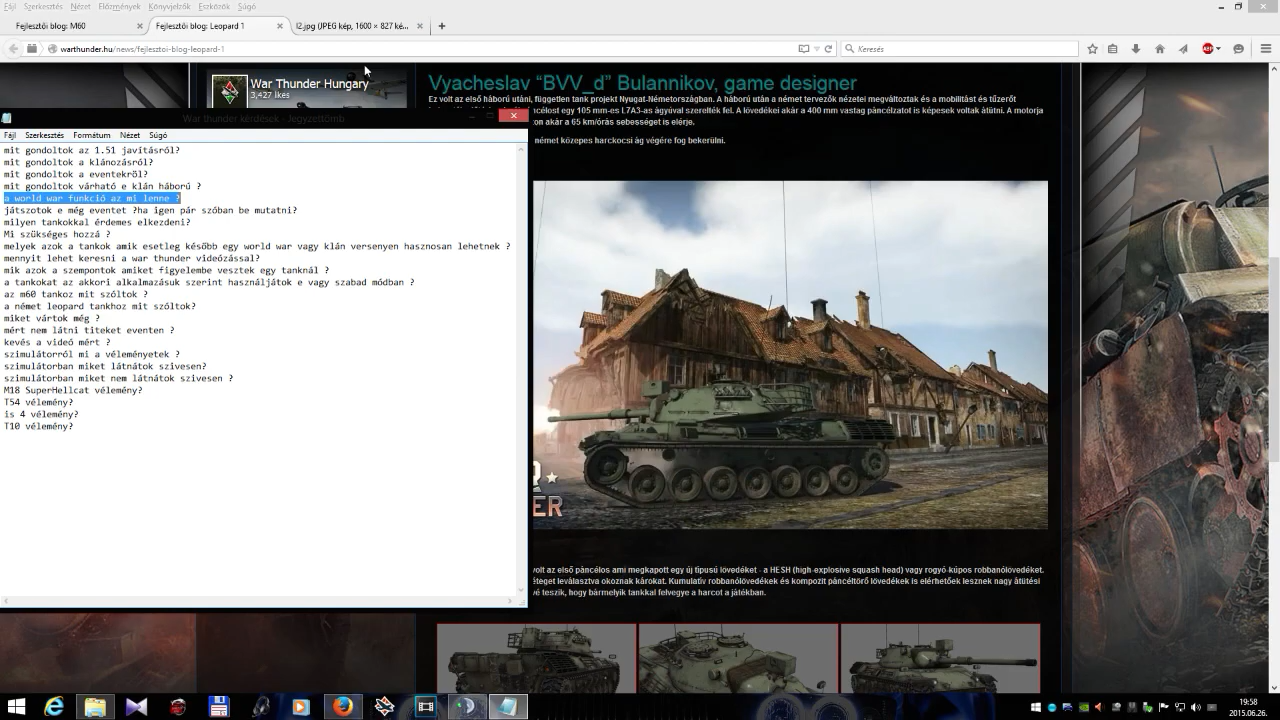 Fájl Szerkesztés Nézet Előzmények Könyvjelzők Eszközök Súgó
Fejlesztői blog: M60
Fejlesztői blog: Leopard 1
l2.jpg (JPEG kép, 1600 × 827 ké...
warthunder.hu/news/fejlesztoi-blog-leopard-1
Keresés
ABP
War Thunder Hungary
3,427 likes
Vyacheslav “BVV_d” Bulannikov, game designer
Ez volt az első háború utáni, független tank projekt Nyugat-Németországban. A háború után a német tervezők nézetei megváltoztak és a mobilitást és tűzerőt
ncélost egy 105 mm-es L7A3-as ágyúval szerelték fel. A lövedékei akár a 400 mm vastag páncélzatot is képesek voltak átütni. A motorja
on akár a 65 km/órás sebességet is elérje.
német közepes harckocsi ág végére fog bekerülni.
War thunder kérdések - Jegyzettömb
Fájl Szerkesztés Formátum Nézet Súgó
mit gondoltok az 1.51 javításról?
mit gondoltok a klánozásról?
mit gondoltok a eventekröl?
mit gondoltok várható e klán háború ?
a world war funkció az mi lenne ?
játszotok e még eventet ?ha igen pár szóban be mutatni?
milyen tankokkal érdemes elkezdeni?
Mi szükséges hozzá ?
melyek azok a tankok amik esetleg késöbb egy world war vagy klán versenyen hasznosan lehetnek ?
mennyit lehet keresni a war thunder videózással?
mik azok a szempontok amiket figyelembe vesztek egy tanknál ?
a tankokat az akkori alkalmazásuk szerint használjátok e vagy szabad módban ?
az m60 tankoz mit szóltok ?
a német leopard tankhoz mit szóltok?
miket vártok még ?
mért nem látni titeket eventen ?
kevés a videó mért ?
szimulátorról mi a véleményetek ?
szimulátorban miket látnátok szivesen?
szimulátorban miket nem látnátok szivesen ?
M18 SuperHellcat vélemény?
T54 vélemény?
is 4 vélemény?
T10 vélemény?
ER
volt az első páncélos ami megkapott egy új típusú lövedéket - a HESH (high-explosive squash head) vagy rogyó-kúpos robbanólövedéket.
éteget leválasztva okoznak károkat. Kumulatív robbanólövedékek és kompozit páncéltörő lövedékek is elérhetőek lesznek nagy átütési
vé teszik, hogy bármelyik tankkal felvegye a harcot a játékban.
19:58
2015.06.26.